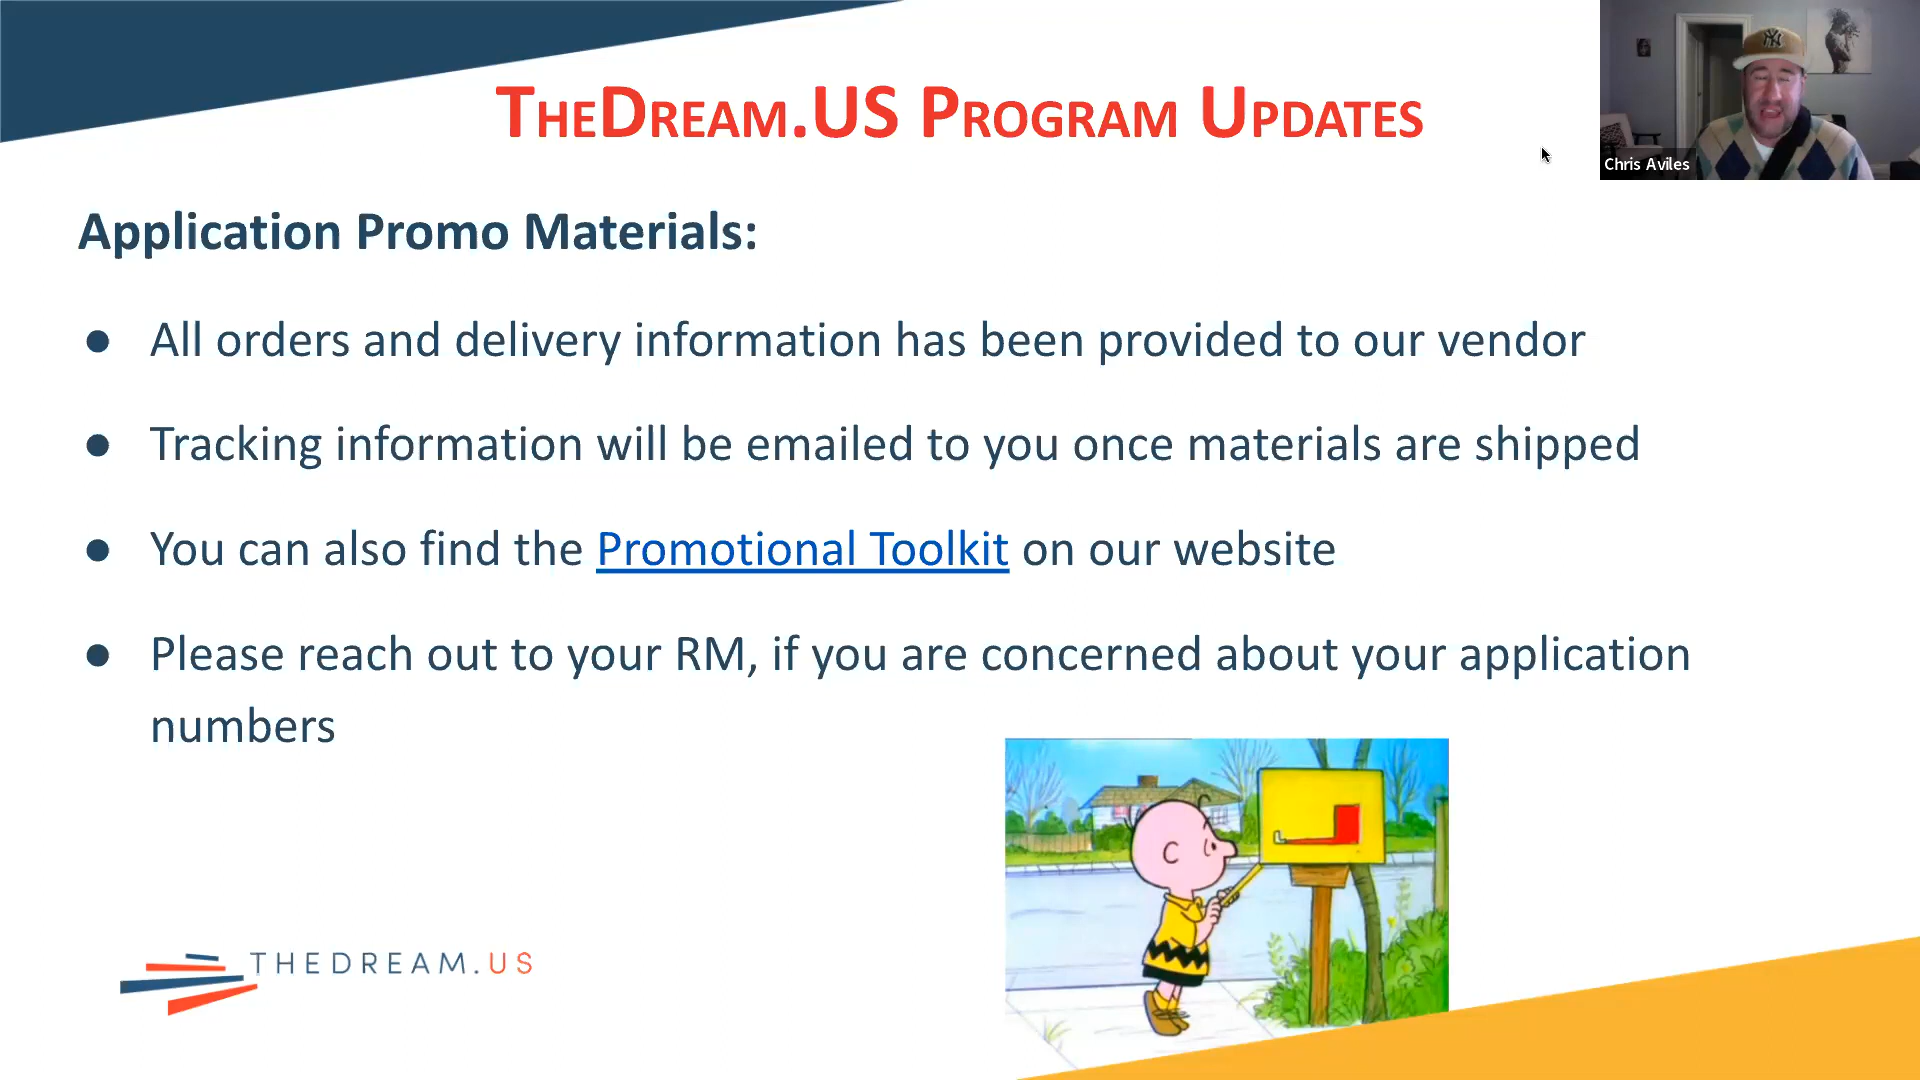 TheDream.US Program Updates
Chris Aviles
Application Promo Materials:
● All orders and delivery information has been provided to our vendor
● Tracking information will be emailed to you once materials are shipped
● You can also find the Promotional Toolkit on our website
● Please reach out to your RM, if you are concerned about your application
numbers
THEDREAM.US